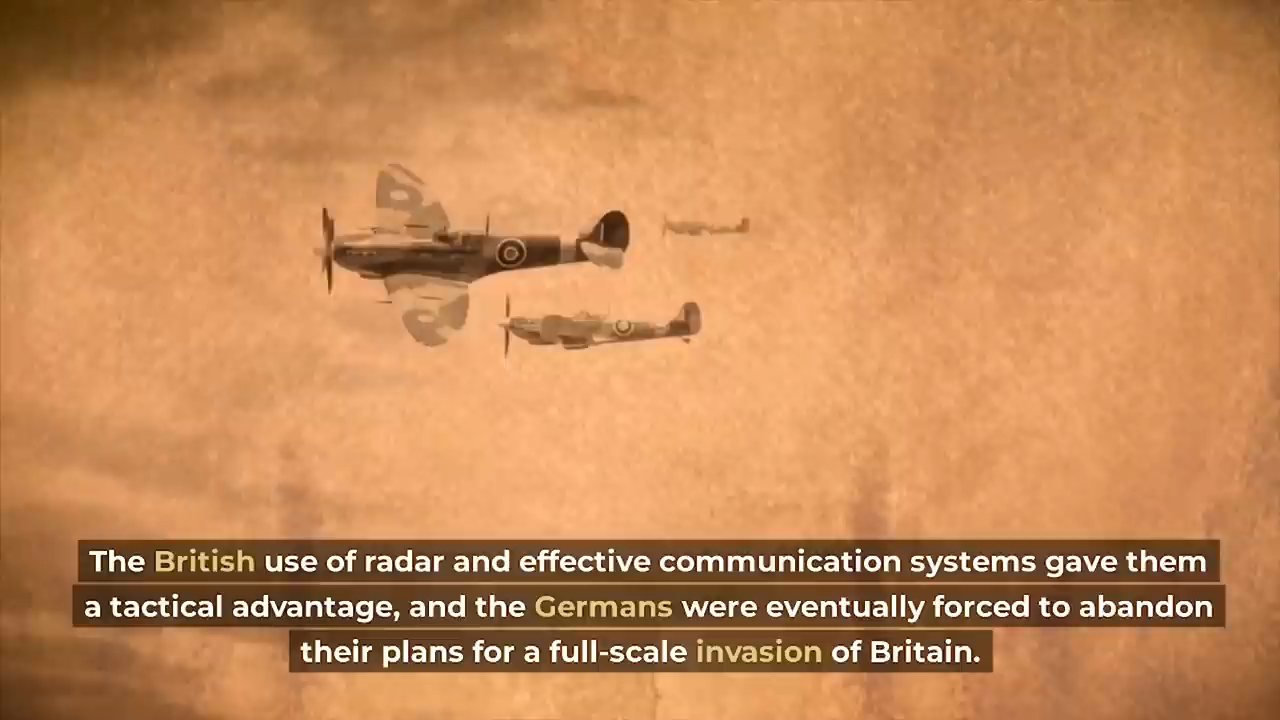 The British use of radar and effective communication systems gave them
a tactical advantage, and the Germans were eventually forced to abandon
their plans for a full-scale invasion of Britain.